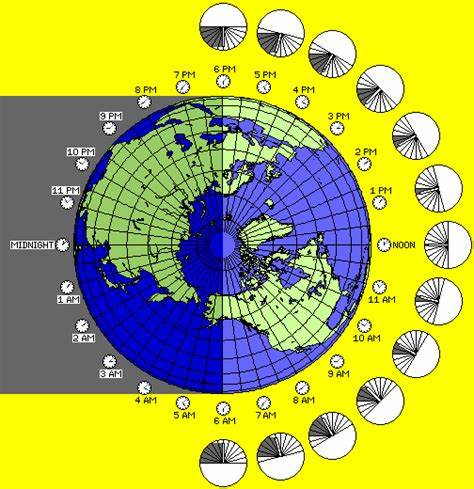 6 PM
7 PM
5 PM
8 PM
4 PM
9 PM
3 PM
10 PM
2 PM
11 PM
1 PM
MIDNIGHT
NOON
1 AM
11 AM
2 AM
10 AM
3 AM
9 AM
4 AM
8 AM
5 AM
7 AM
6 AM